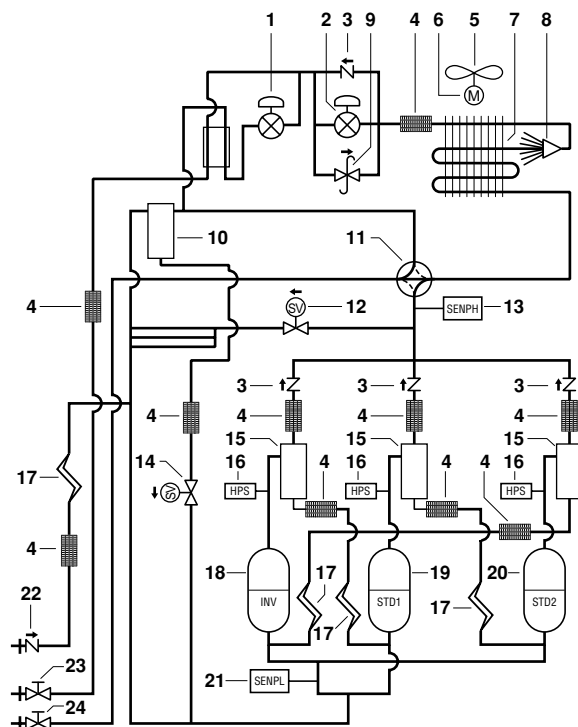 1 2 3 9 4 6 5 7 8
M
10 11
SV 12 SENPH 13
4
3 3 3
4 4 4 4
15 15 15
14 16 16 16
SV HPS HPS HPS
17 4 4 4
4
18 17 19 20 17
INV STD1 STD2
17
22
23
21 SENPL
24